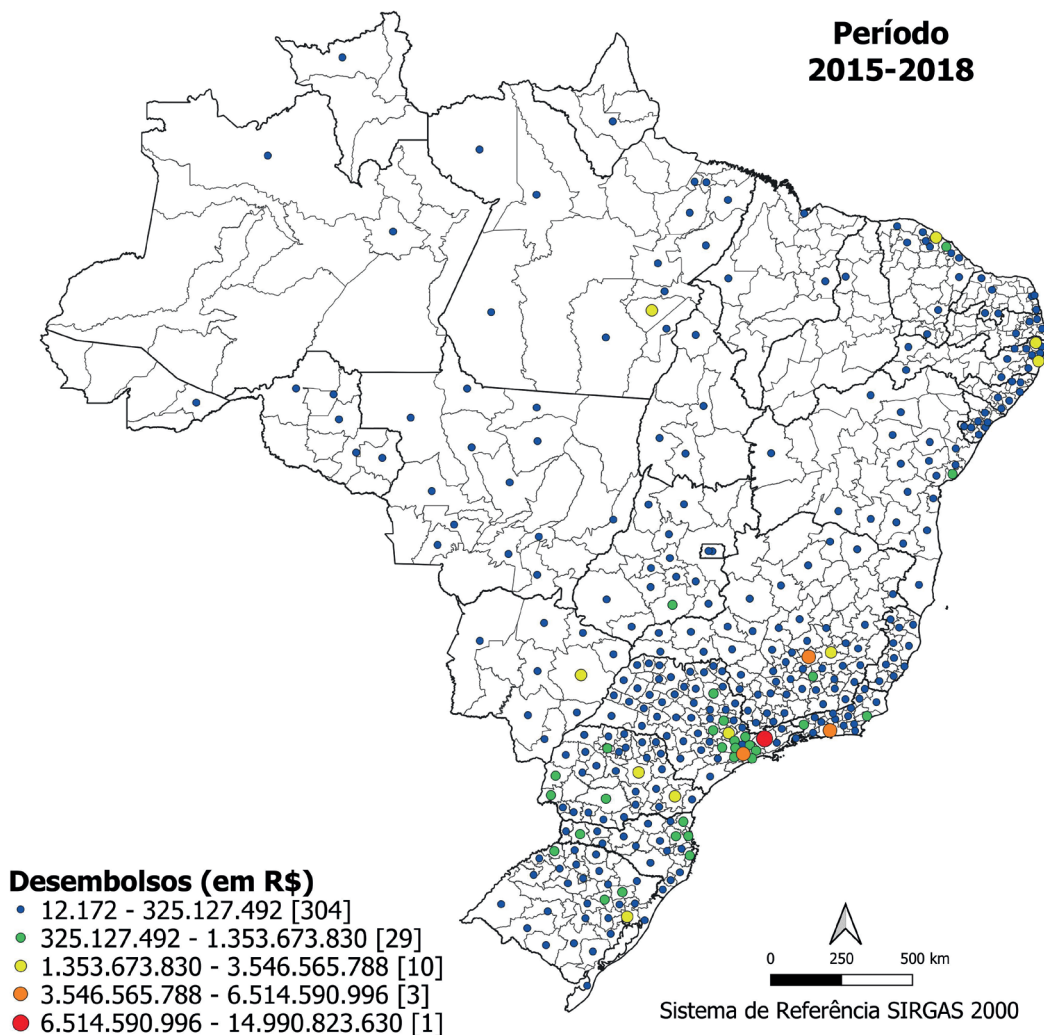 Período
2015-2018
Desembolsos (em R$)
12.172 - 325.127.492 [304]
325.127.492 - 1.353.673.830 [29]
1.353.673.830 - 3.546.565.788 [10]
3.546.565.788 - 6.514.590.996 [3]
6.514.590.996 - 14.990.823.630 [1]
0 250 500 km
Sistema de Referência SIRGAS 2000